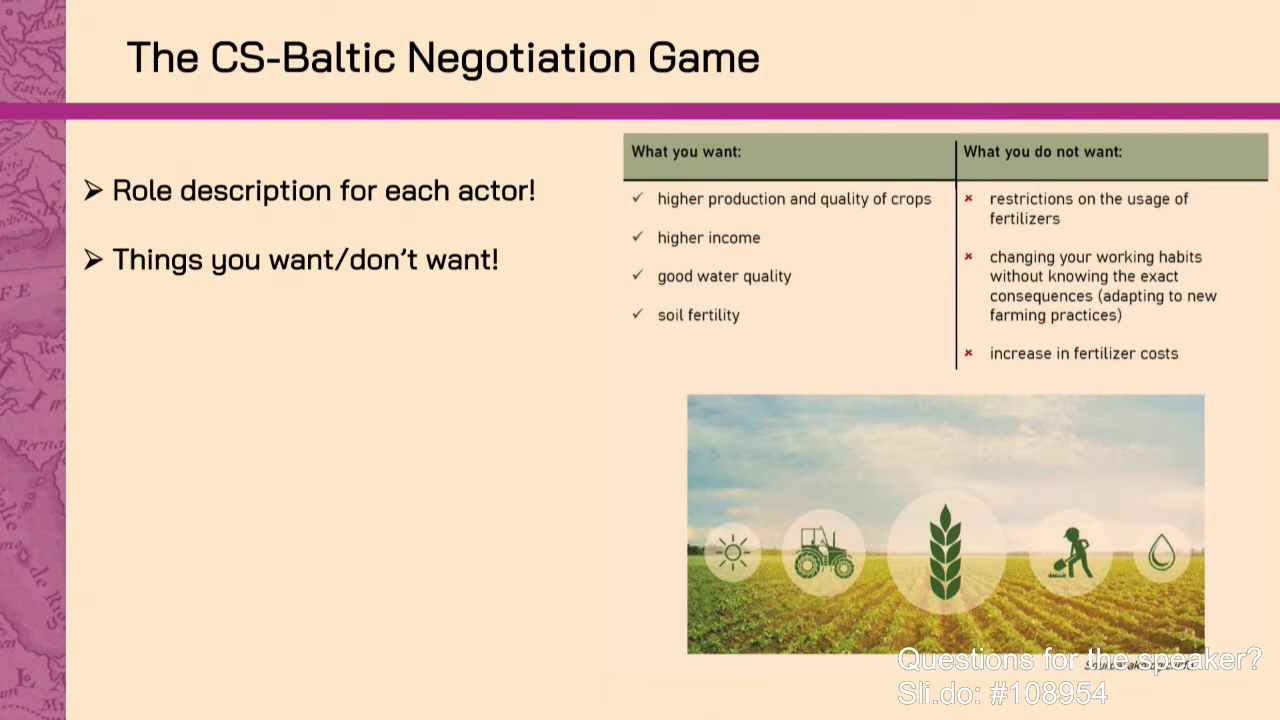 The CS-Baltic Negotiation Game
➢ Role description for each actor!
➢ Things you want/don't want!
What you want:
✓ higher production and quality of crops
✓ higher income
✓ good water quality
✓ soil fertility
What you do not want:
× restrictions on the usage of
fertilizers
× changing your working habits
without knowing the exact
consequences (adapting to new
farming practices)
× increase in fertilizer costs
Questions for the speaker?
Sli.do: #108954